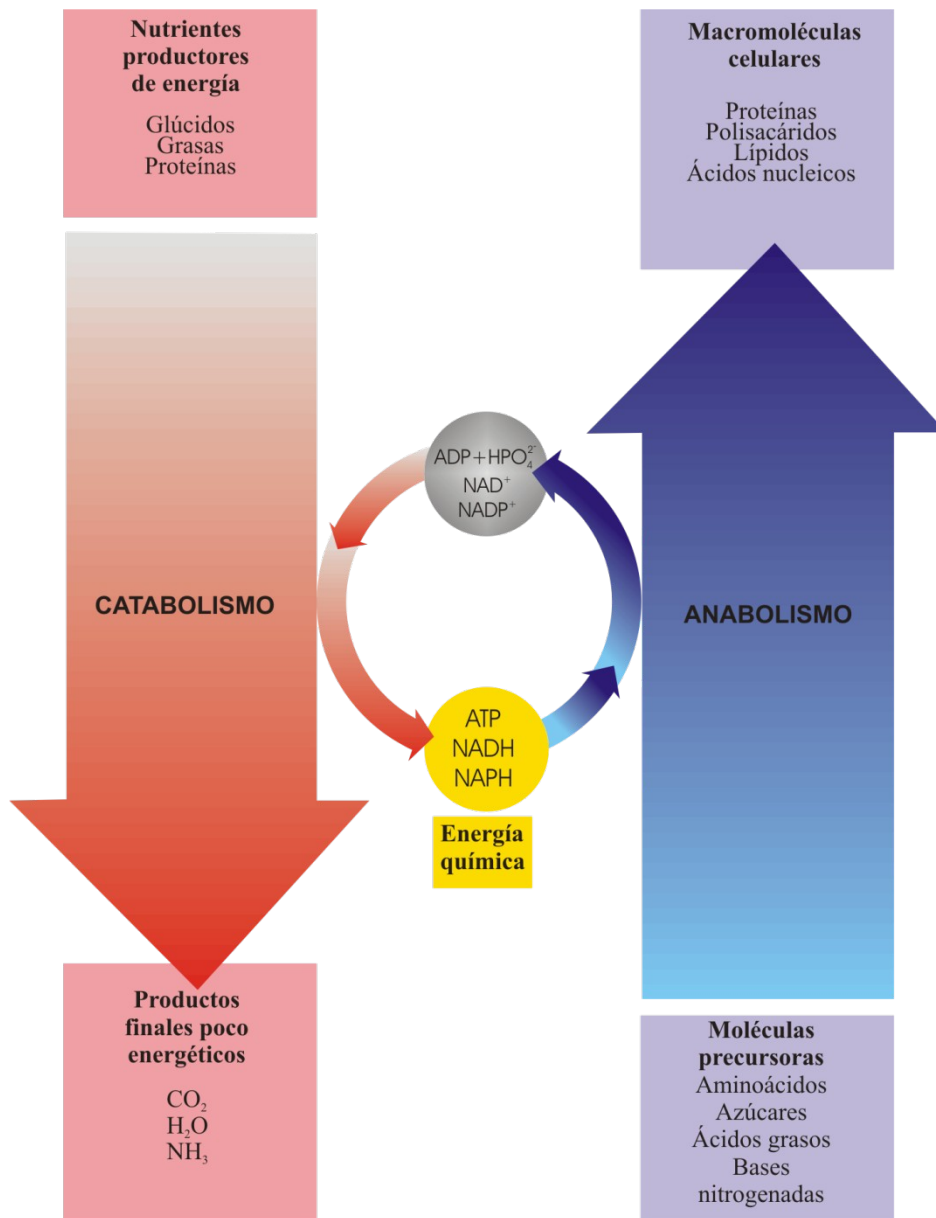 Nutrientes
productores
de energía
Glúcidos
Grasas
Proteínas
Macromoléculas
celulares
Proteínas
Polisacáridos
Lípidos
Ácidos nucleicos
ADP+HPO₄²⁻
NAD⁺
NADP⁺
CATABOLISMO
ANABOLISMO
ATP
NADH
NAPH
Energía
química
Productos
finales poco
energéticos
CO₂
H₂O
NH₃
Moléculas
precursoras
Aminoácidos
Azúcares
Ácidos grasos
Bases
nitrogenadas